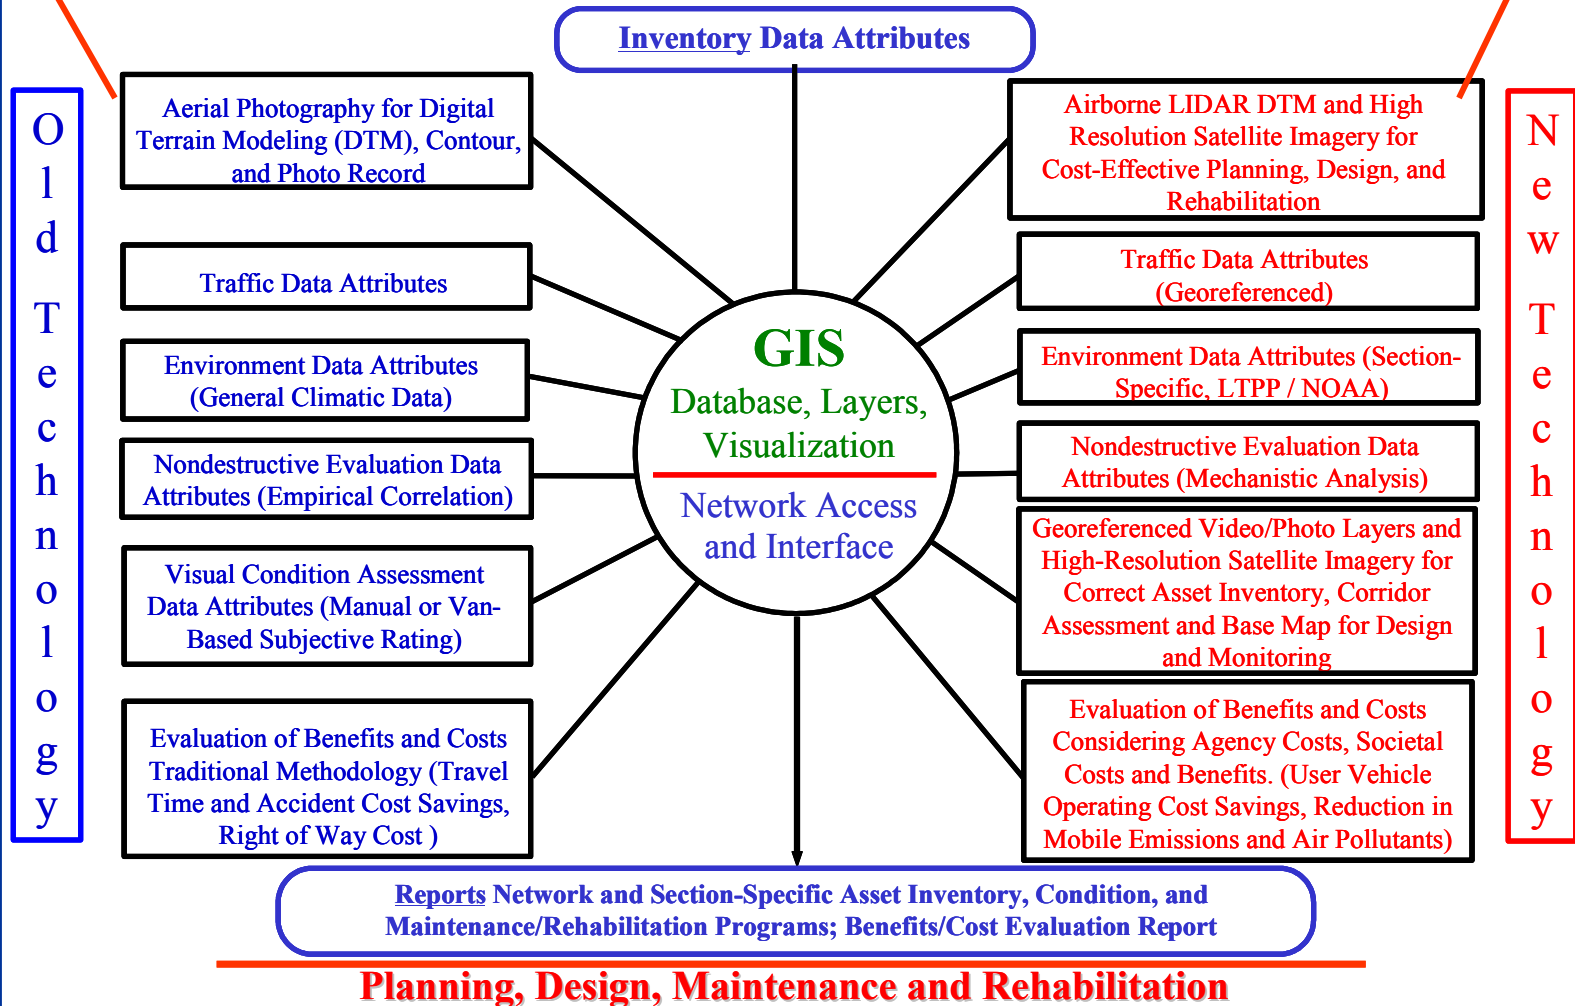 Inventory Data Attributes
Old Technology
Aerial Photography for Digital
Terrain Modeling (DTM), Contour,
and Photo Record
Traffic Data Attributes
Environment Data Attributes
(General Climatic Data)
Nondestructive Evaluation Data
Attributes (Empirical Correlation)
Visual Condition Assessment
Data Attributes (Manual or Van-
Based Subjective Rating)
Evaluation of Benefits and Costs
Traditional Methodology (Travel
Time and Accident Cost Savings,
Right of Way Cost )
GIS
Database, Layers,
Visualization
Network Access
and Interface
Airborne LIDAR DTM and High
Resolution Satellite Imagery for
Cost-Effective Planning, Design, and
Rehabilitation
Traffic Data Attributes
(Georeferenced)
Environment Data Attributes (Section-
Specific, LTPP / NOAA)
Nondestructive Evaluation Data
Attributes (Mechanistic Analysis)
Georeferenced Video/Photo Layers and
High-Resolution Satellite Imagery for
Correct Asset Inventory, Corridor
Assessment and Base Map for Design
and Monitoring
Evaluation of Benefits and Costs
Considering Agency Costs, Societal
Costs and Benefits. (User Vehicle
Operating Cost Savings, Reduction in
Mobile Emissions and Air Pollutants)
New Technology
Reports Network and Section-Specific Asset Inventory, Condition, and
Maintenance/Rehabilitation Programs; Benefits/Cost Evaluation Report
Planning, Design, Maintenance and Rehabilitation